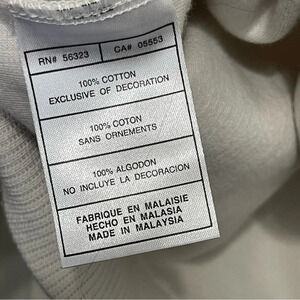 RN# 56323 CA# 05553
100% COTTON
EXCLUSIVE OF DECORATION
100% COTON
SANS ORNEMENTS
100% ALGODON
NO INCLUYE LA DECORACION
FABRIQUE EN MALAISIE
HECHO EN MALASIA
MADE IN MALAYSIA